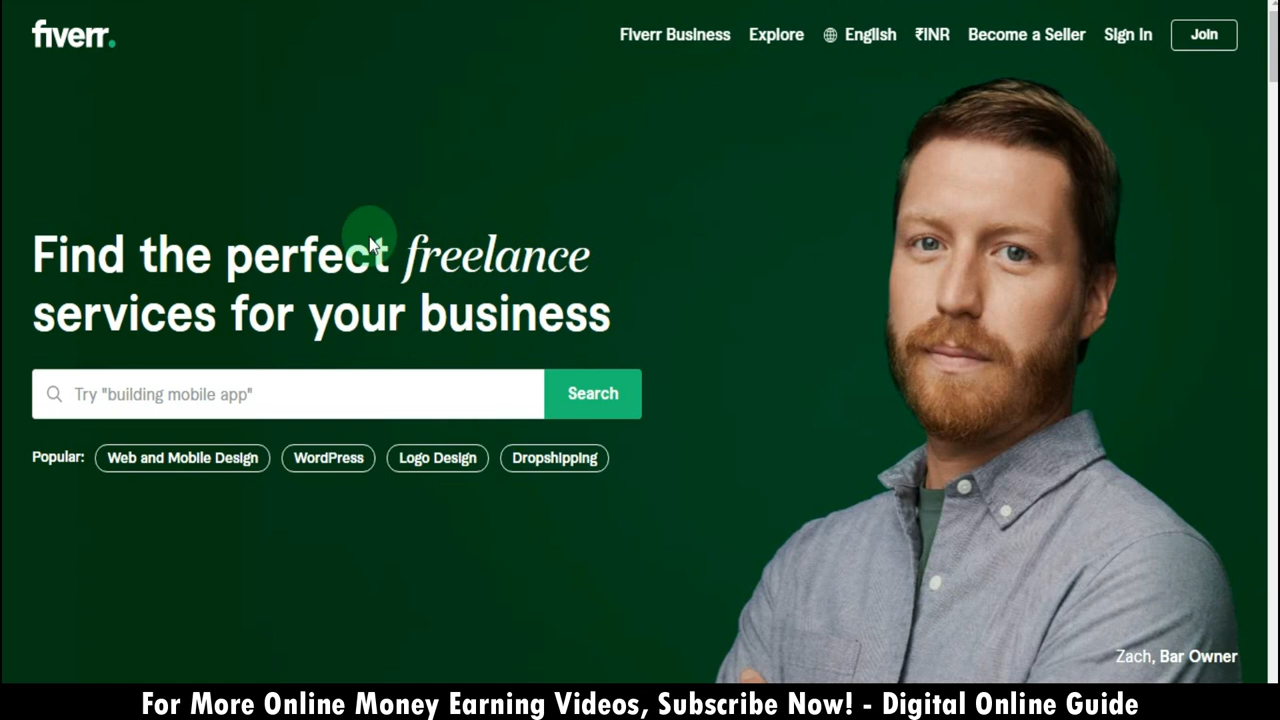 fiverr.
Fiverr Business Explore English ₹INR Become a Seller Sign In Join
Find the perfect freelance
services for your business
Try "building mobile app" Search
Popular: Web and Mobile Design WordPress Logo Design Dropshipping
Zach, Bar Owner
For More Online Money Earning Videos, Subscribe Now! - Digital Online Guide